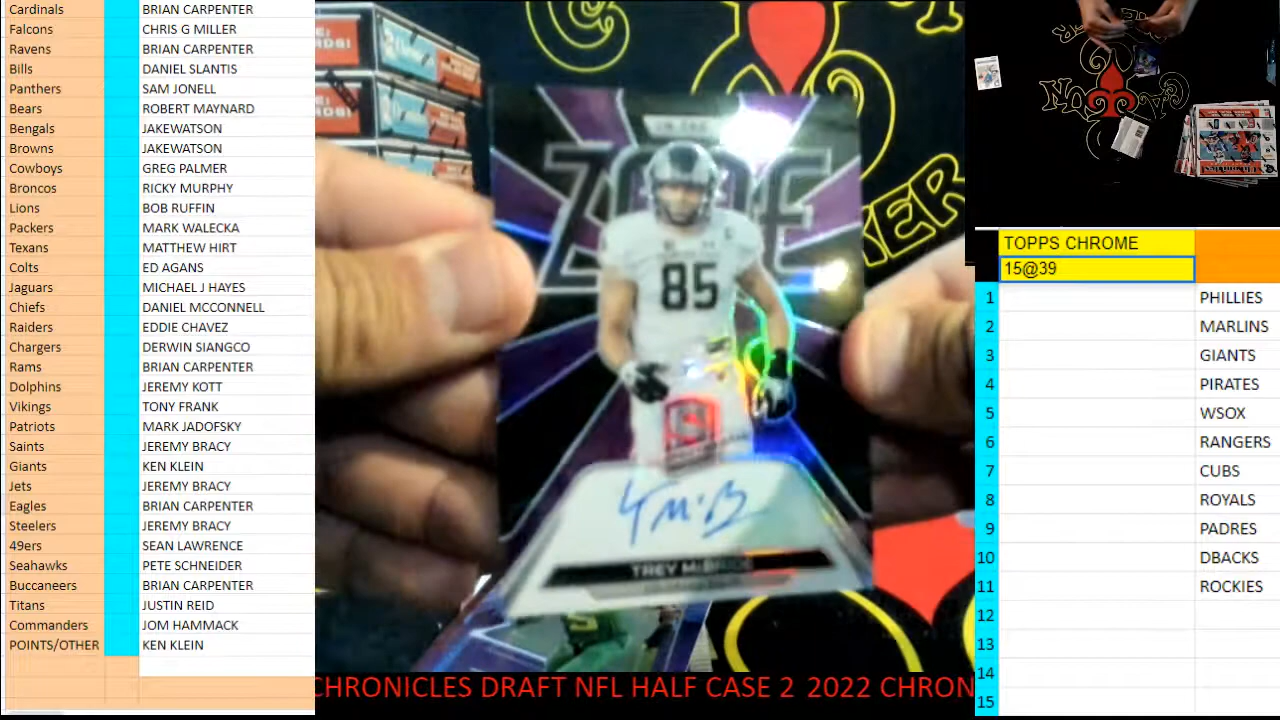 Cardinals BRIAN CARPENTER
Falcons CHRIS G MILLER
Ravens BRIAN CARPENTER
Bills DANIEL SLANTIS
Panthers SAM JONELL
Bears ROBERT MAYNARD
Bengals JAKEWATSON
Browns JAKEWATSON
Cowboys GREG PALMER
Broncos RICKY MURPHY
Lions BOB RUFFIN
Packers MARK WALECKA
Texans MATTHEW HIRT
Colts ED AGANS
Jaguars MICHAEL J HAYES
Chiefs DANIEL MCCONNELL
Raiders EDDIE CHAVEZ
Chargers DERWIN SIANGCO
Rams BRIAN CARPENTER
Dolphins JEREMY KOTT
Vikings TONY FRANK
Patriots MARK JADOFSKY
Saints JEREMY BRACY
Giants KEN KLEIN
Jets JEREMY BRACY
Eagles BRIAN CARPENTER
Steelers JEREMY BRACY
49ers SEAN LAWRENCE
Seahawks PETE SCHNEIDER
Buccaneers BRIAN CARPENTER
Titans JUSTIN REID
Commanders JOM HAMMACK
POINTS/OTHER KEN KLEIN
IN THE
ZONE
85
TREY McBRIDE
CHRONICLES DRAFT NFL HALF CASE 2 2022 CHRON
TOPPS CHROME
15@39
1 PHILLIES
2 MARLINS
3 GIANTS
4 PIRATES
5 WSOX
6 RANGERS
7 CUBS
8 ROYALS
9 PADRES
10 DBACKS
11 ROCKIES
12
13
14
15